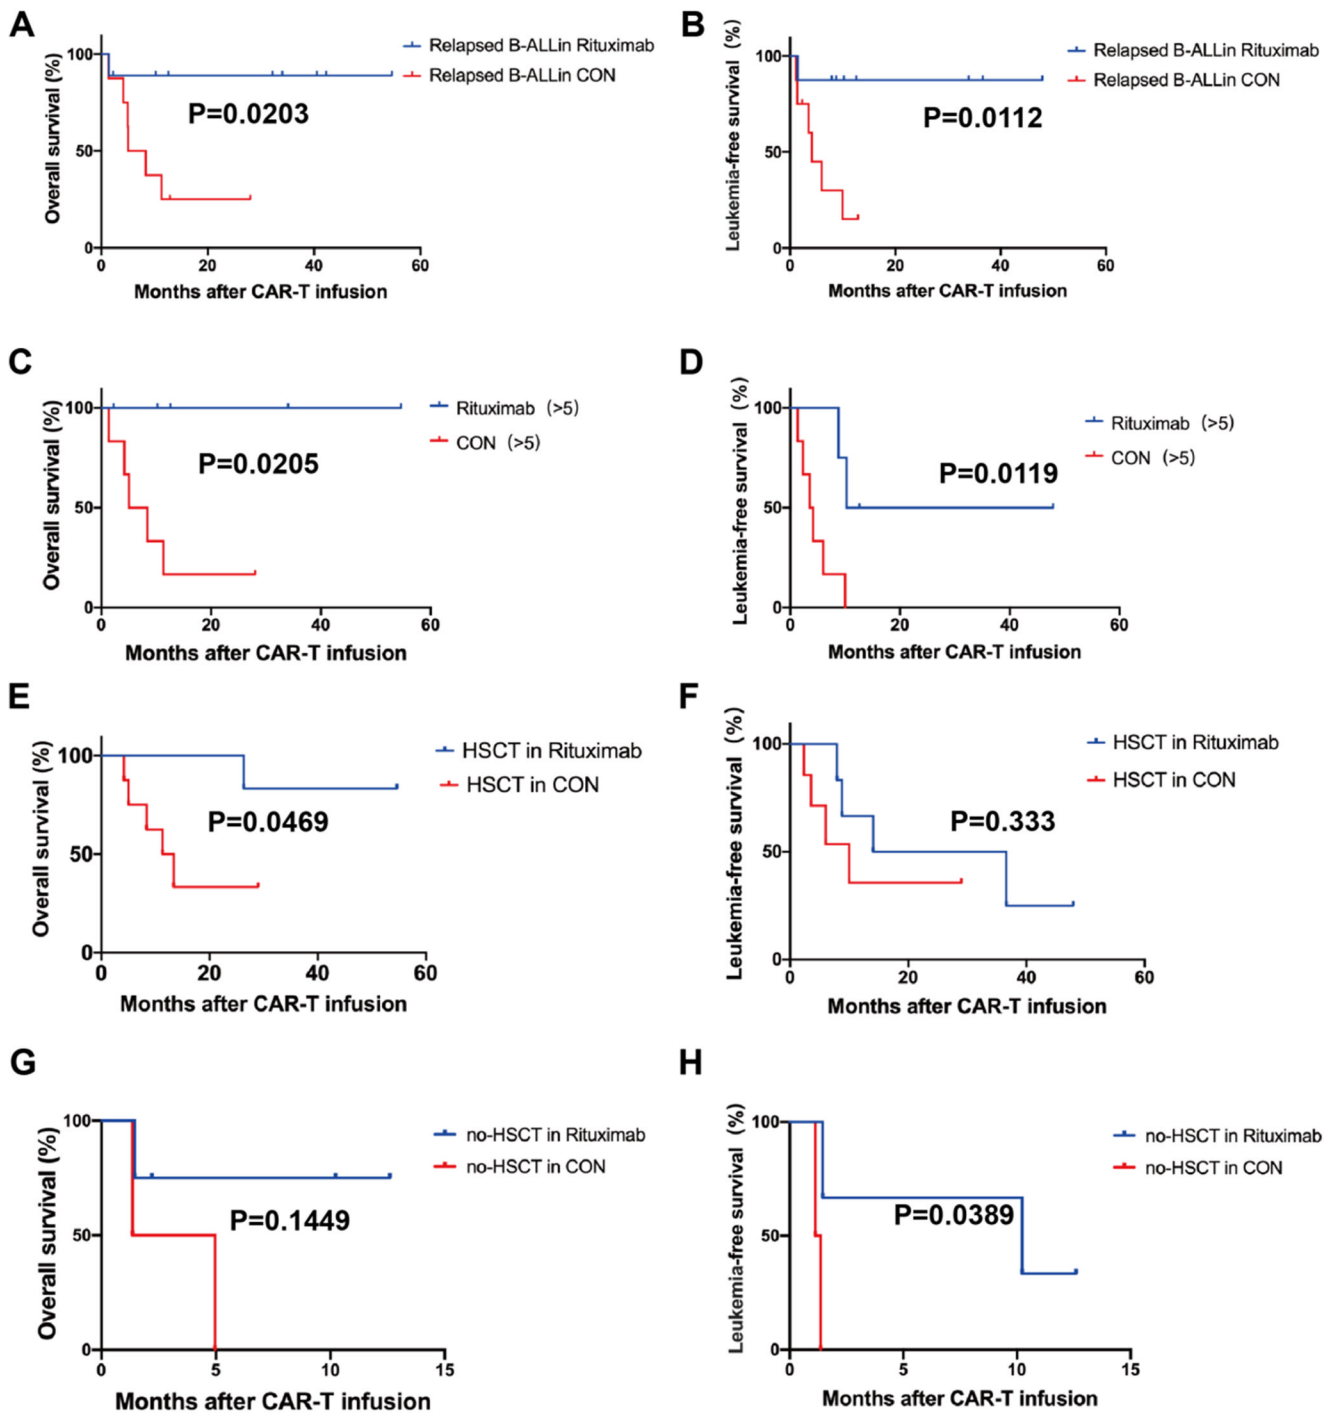 A
Overall survival (%)
100
50
0
0 20 40 60
Months after CAR-T infusion
P=0.0203
Relapsed B-ALLin Rituximab
Relapsed B-ALLin CON
B
Leukemia-free survival (%)
100
50
0
0 20 40 60
Months after CAR-T infusion
P=0.0112
Relapsed B-ALLin Rituximab
Relapsed B-ALLin CON
C
Overall survival (%)
100
50
0
0 20 40 60
Months after CAR-T infusion
P=0.0205
Rituximab (>5)
CON (>5)
D
Leukemia-free survival (%)
100
50
0
0 20 40 60
Months after CAR-T infusion
P=0.0119
Rituximab (>5)
CON (>5)
E
Overall survival (%)
100
50
0
0 20 40 60
Months after CAR-T infusion
P=0.0469
HSCT in Rituximab
HSCT in CON
F
Leukemia-free survival (%)
100
50
0
0 20 40 60
Months after CAR-T infusion
P=0.333
HSCT in Rituximab
HSCT in CON
G
Overall survival (%)
100
50
0
0 5 10 15
Months after CAR-T infusion
P=0.1449
no-HSCT in Rituximab
no-HSCT in CON
H
Leukemia-free survival (%)
100
50
0
0 5 10 15
Months after CAR-T infusion
P=0.0389
no-HSCT in Rituximab
no-HSCT in CON